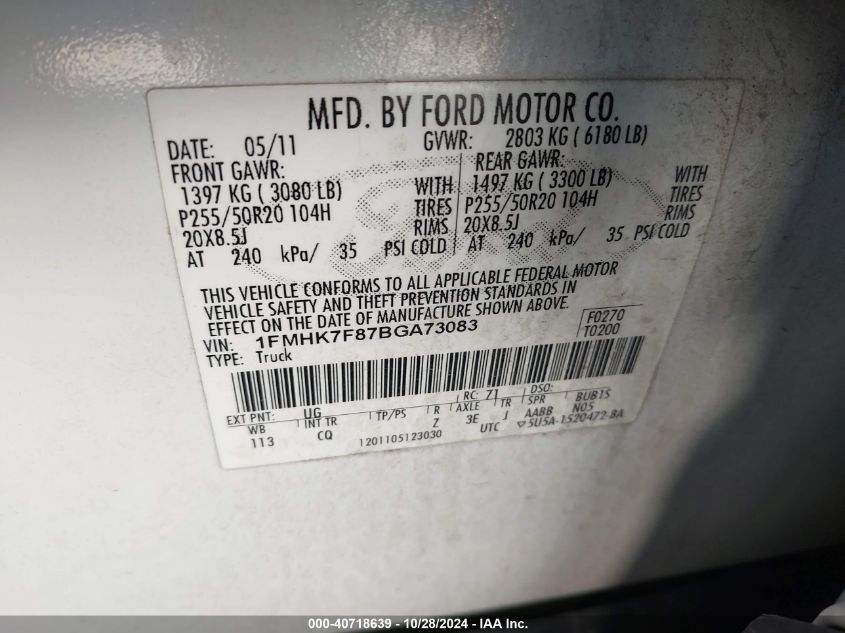 MFD. BY FORD MOTOR CO.
DATE: 05/11 GVWR: 2803 KG ( 6180 LB)
FRONT GAWR: REAR GAWR:
1397 KG ( 3080 LB) WITH 1497 KG ( 3300 LB) WITH
P255/50R20 104H TIRES P255/50R20 104H TIRES
20X8.5J RIMS 20X8.5J RIMS
AT 240 kPa/ 35 PSI COLD AT 240 kPa/ 35 PSI COLD
THIS VEHICLE CONFORMS TO ALL APPLICABLE FEDERAL MOTOR
VEHICLE SAFETY AND THEFT PREVENTION STANDARDS IN
EFFECT ON THE DATE OF MANUFACTURE SHOWN ABOVE.
VIN: 1FMHK7F87BGA73083 F0270
TYPE: Truck T0200
EXT PNT: UG RC: 71 DSO:
WB INT TR TP/PS R AXLE TR SPR BUB1S
113 CQ Z 3E J AABB N05
1201105123030 UTC 5U5A-1520472-BA
000-40718639 - 10/28/2024 - IAA Inc.